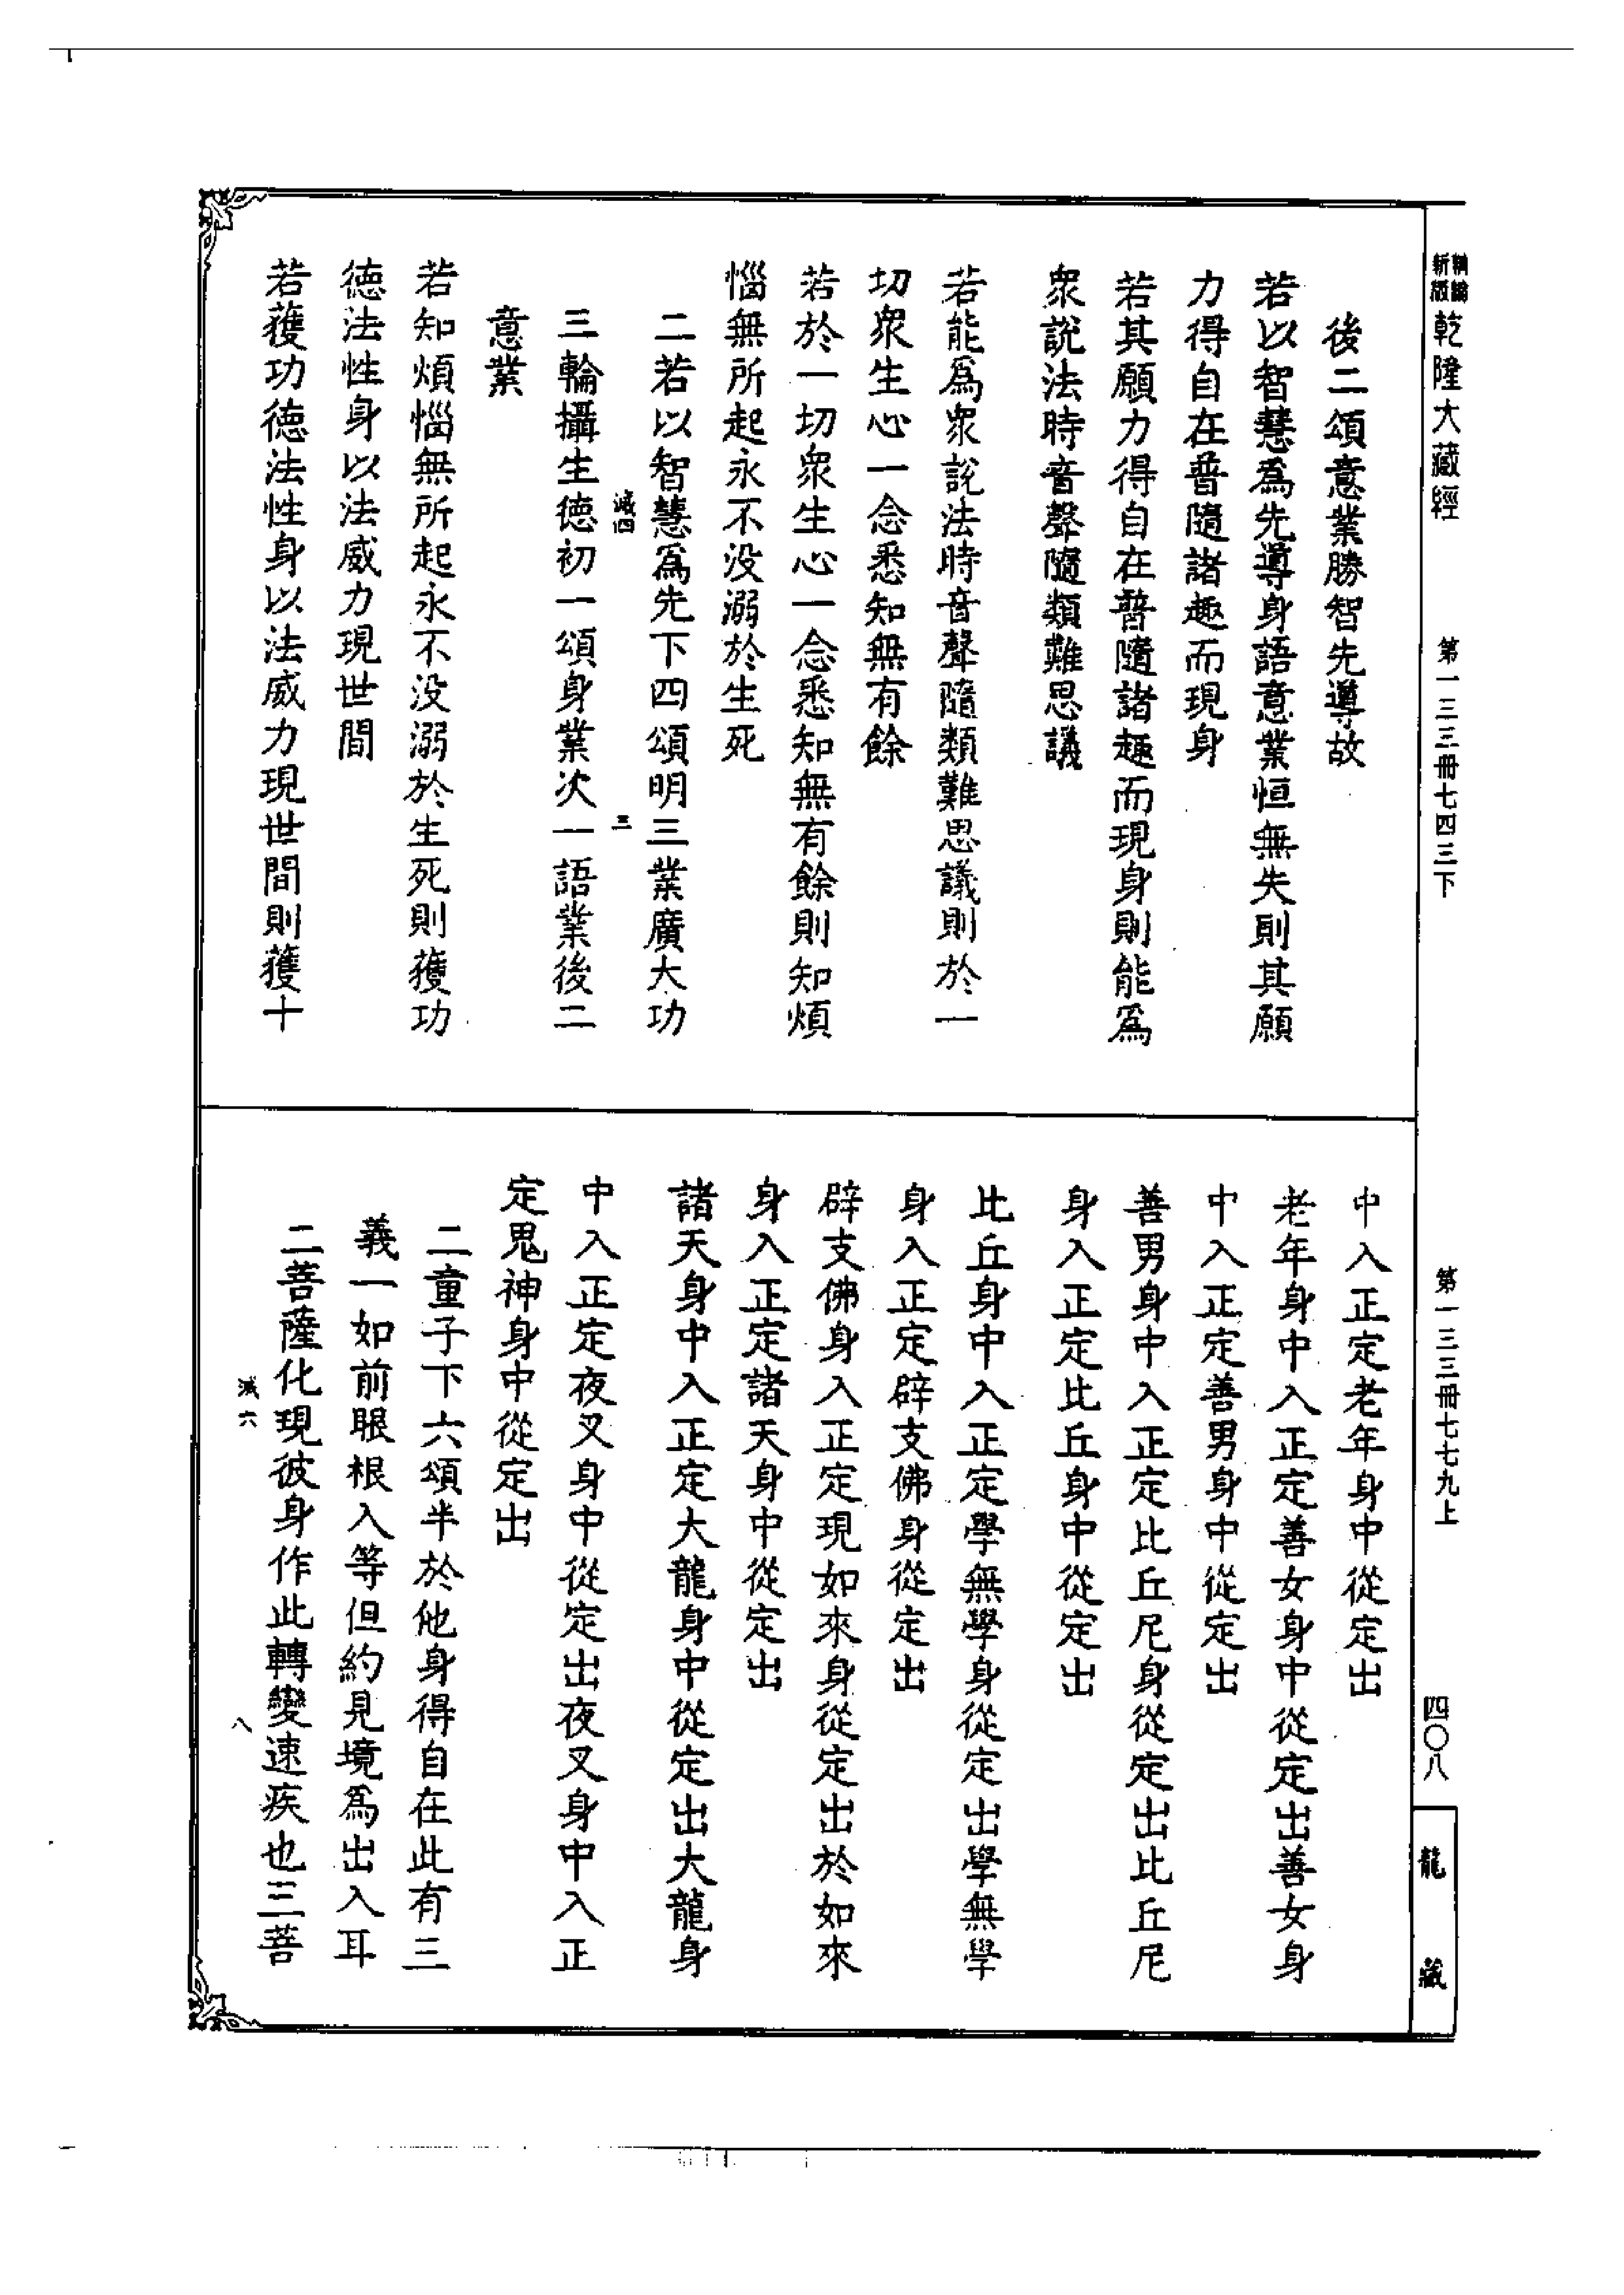 新編
縮版
乾隆大藏經
第一三三冊七四三下
後二頌意業勝智先導故
若以智慧為先導身語意業恒無失則其願
力得自在普隨諸趣而現身
若其願力得自在普隨諸趣而現身則能為
衆說法時音聲隨類難思議
若能為衆說法時音聲隨類難思議則於一
切衆生心一念悉知無有餘
若於一切衆生心一念悉知無有餘則知煩
惱無所起永不没溺於生死
二若以智慧為先下四頌明三業廣大功
滅四
三
三輪攝生德初一頌身業次一語業後二
意業
若知煩惱無所起永不没溺於生死則獲功
德法性身以法威力現世間
若獲功德法性身以法威力現世間則獲十
第一三三冊七七九上
四〇八
龍藏
中入正定老年身中從定出
老年身中入正定善女身中從定出善女身
中入正定善男身中從定出
善男身中入正定比丘尼身從定出比丘尼
身入正定比丘身中從定出
比丘身中入正定學無學身從定出學無學
身入正定辟支佛身從定出
辟支佛身入正定現如來身從定出於如來
身入正定諸天身中從定出
諸天身中入正定大龍身中從定出大龍身
中入正定夜叉身中從定出夜叉身中入正
定鬼神身中從定出
二童子下六頌半於他身得自在此有三
義一如前眼根入等但約見境為出入耳
二菩薩化現彼身作此轉變速疾也三菩
滅六
八